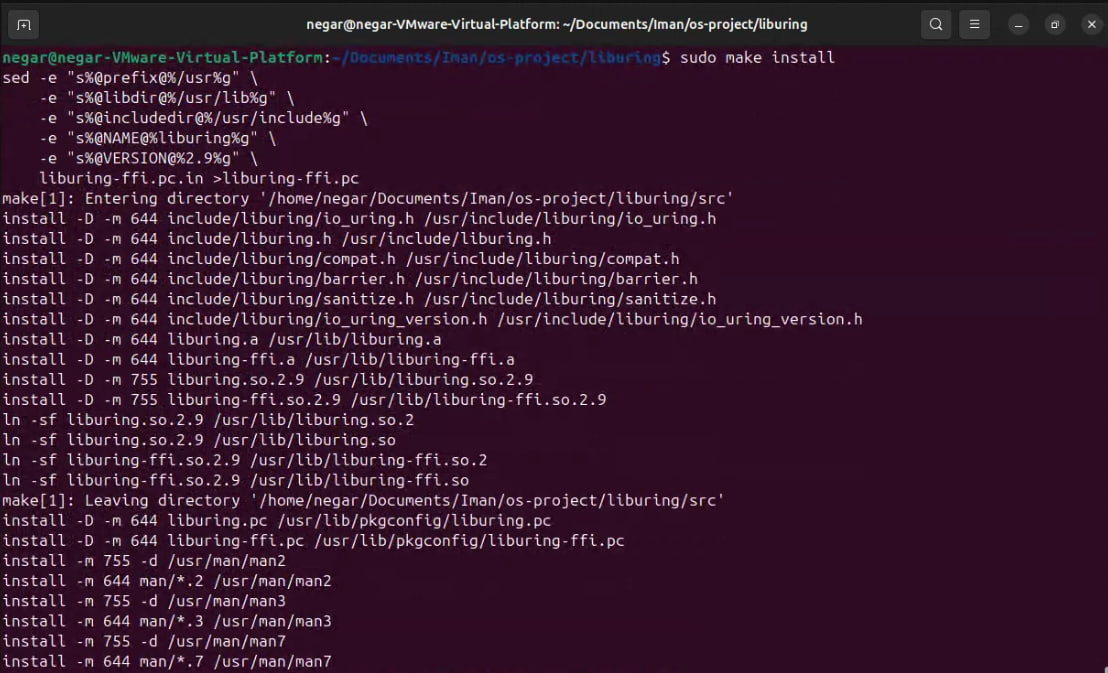 negar@negar-VMware-Virtual-Platform: ~/Documents/Iman/os-project/liburing
negar@negar-VMware-Virtual-Platform:~/Documents/Iman/os-project/liburing$ sudo make install
sed -e "s%@prefix@%/usr%g" \
    -e "s%@libdir@%/usr/lib%g" \
    -e "s%@includedir@%/usr/include%g" \
    -e "s%@NAME@%liburing%g" \
    -e "s%@VERSION@%2.9%g" \
    liburing-ffi.pc.in >liburing-ffi.pc
make[1]: Entering directory '/home/negar/Documents/Iman/os-project/liburing/src'
install -D -m 644 include/liburing/io_uring.h /usr/include/liburing/io_uring.h
install -D -m 644 include/liburing.h /usr/include/liburing.h
install -D -m 644 include/liburing/compat.h /usr/include/liburing/compat.h
install -D -m 644 include/liburing/barrier.h /usr/include/liburing/barrier.h
install -D -m 644 include/liburing/sanitize.h /usr/include/liburing/sanitize.h
install -D -m 644 include/liburing/io_uring_version.h /usr/include/liburing/io_uring_version.h
install -D -m 644 liburing.a /usr/lib/liburing.a
install -D -m 644 liburing-ffi.a /usr/lib/liburing-ffi.a
install -D -m 755 liburing.so.2.9 /usr/lib/liburing.so.2.9
install -D -m 755 liburing-ffi.so.2.9 /usr/lib/liburing-ffi.so.2.9
ln -sf liburing.so.2.9 /usr/lib/liburing.so.2
ln -sf liburing.so.2.9 /usr/lib/liburing.so
ln -sf liburing-ffi.so.2.9 /usr/lib/liburing-ffi.so.2
ln -sf liburing-ffi.so.2.9 /usr/lib/liburing-ffi.so
make[1]: Leaving directory '/home/negar/Documents/Iman/os-project/liburing/src'
install -D -m 644 liburing.pc /usr/lib/pkgconfig/liburing.pc
install -D -m 644 liburing-ffi.pc /usr/lib/pkgconfig/liburing-ffi.pc
install -m 755 -d /usr/man/man2
install -m 644 man/*.2 /usr/man/man2
install -m 755 -d /usr/man/man3
install -m 644 man/*.3 /usr/man/man3
install -m 755 -d /usr/man/man7
install -m 644 man/*.7 /usr/man/man7